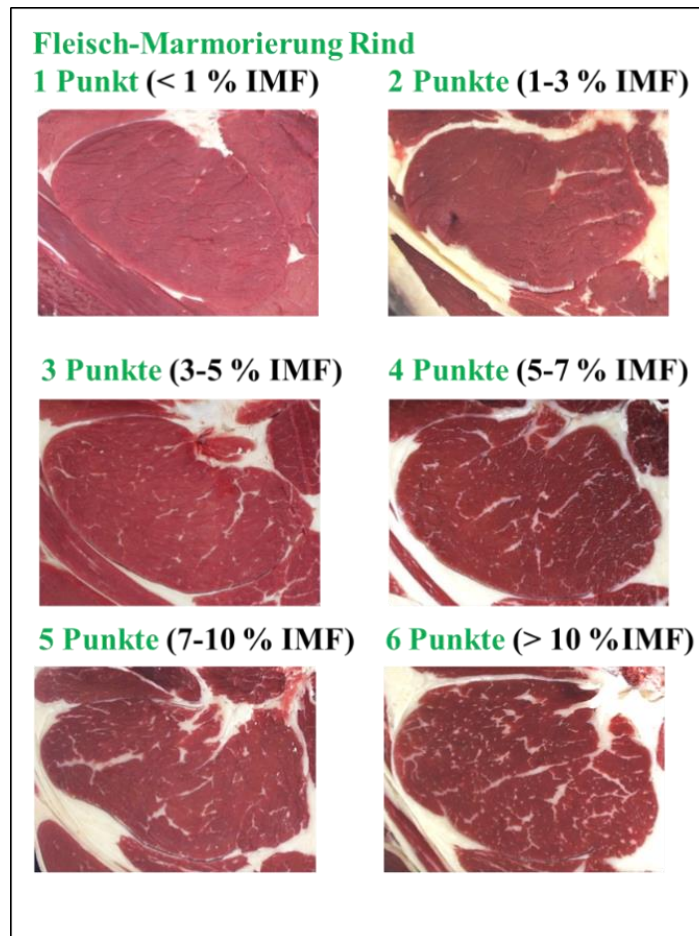 Fleisch-Marmorierung Rind
1 Punkt (< 1 % IMF)
2 Punkte (1-3 % IMF)
3 Punkte (3-5 % IMF)
4 Punkte (5-7 % IMF)
5 Punkte (7-10 % IMF)
6 Punkte (> 10 % IMF)